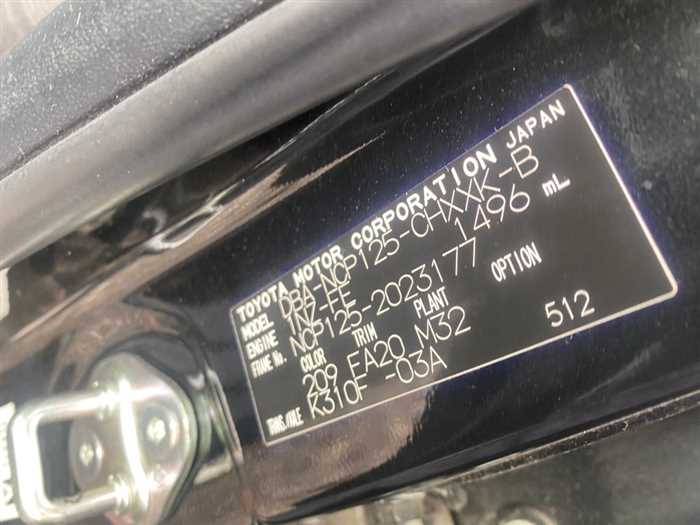 TOYOTA MOTOR CORPORATION JAPAN
MODEL DBA-NCP125-CHXXK-B
ENGINE 1NZ-FE 1496 mL
FRAME No. NCP125-2023177
COLOR TRIM PLANT OPTION
209 FA20 M32 512
TRANS./AXLE K310F -03A